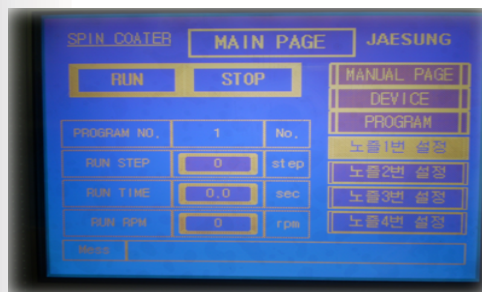 SPIN COATER MAIN PAGE JAESUNG
RUN STOP MANUAL PAGE
DEVICE
PROGRAM
PROGRAM NO. 1 No. 노즐1번 설정
RUN STEP 0 step 노즐2번 설정
RUN TIME 0.0 sec 노즐3번 설정
RUN RPM 0 rpm 노즐4번 설정
Mess